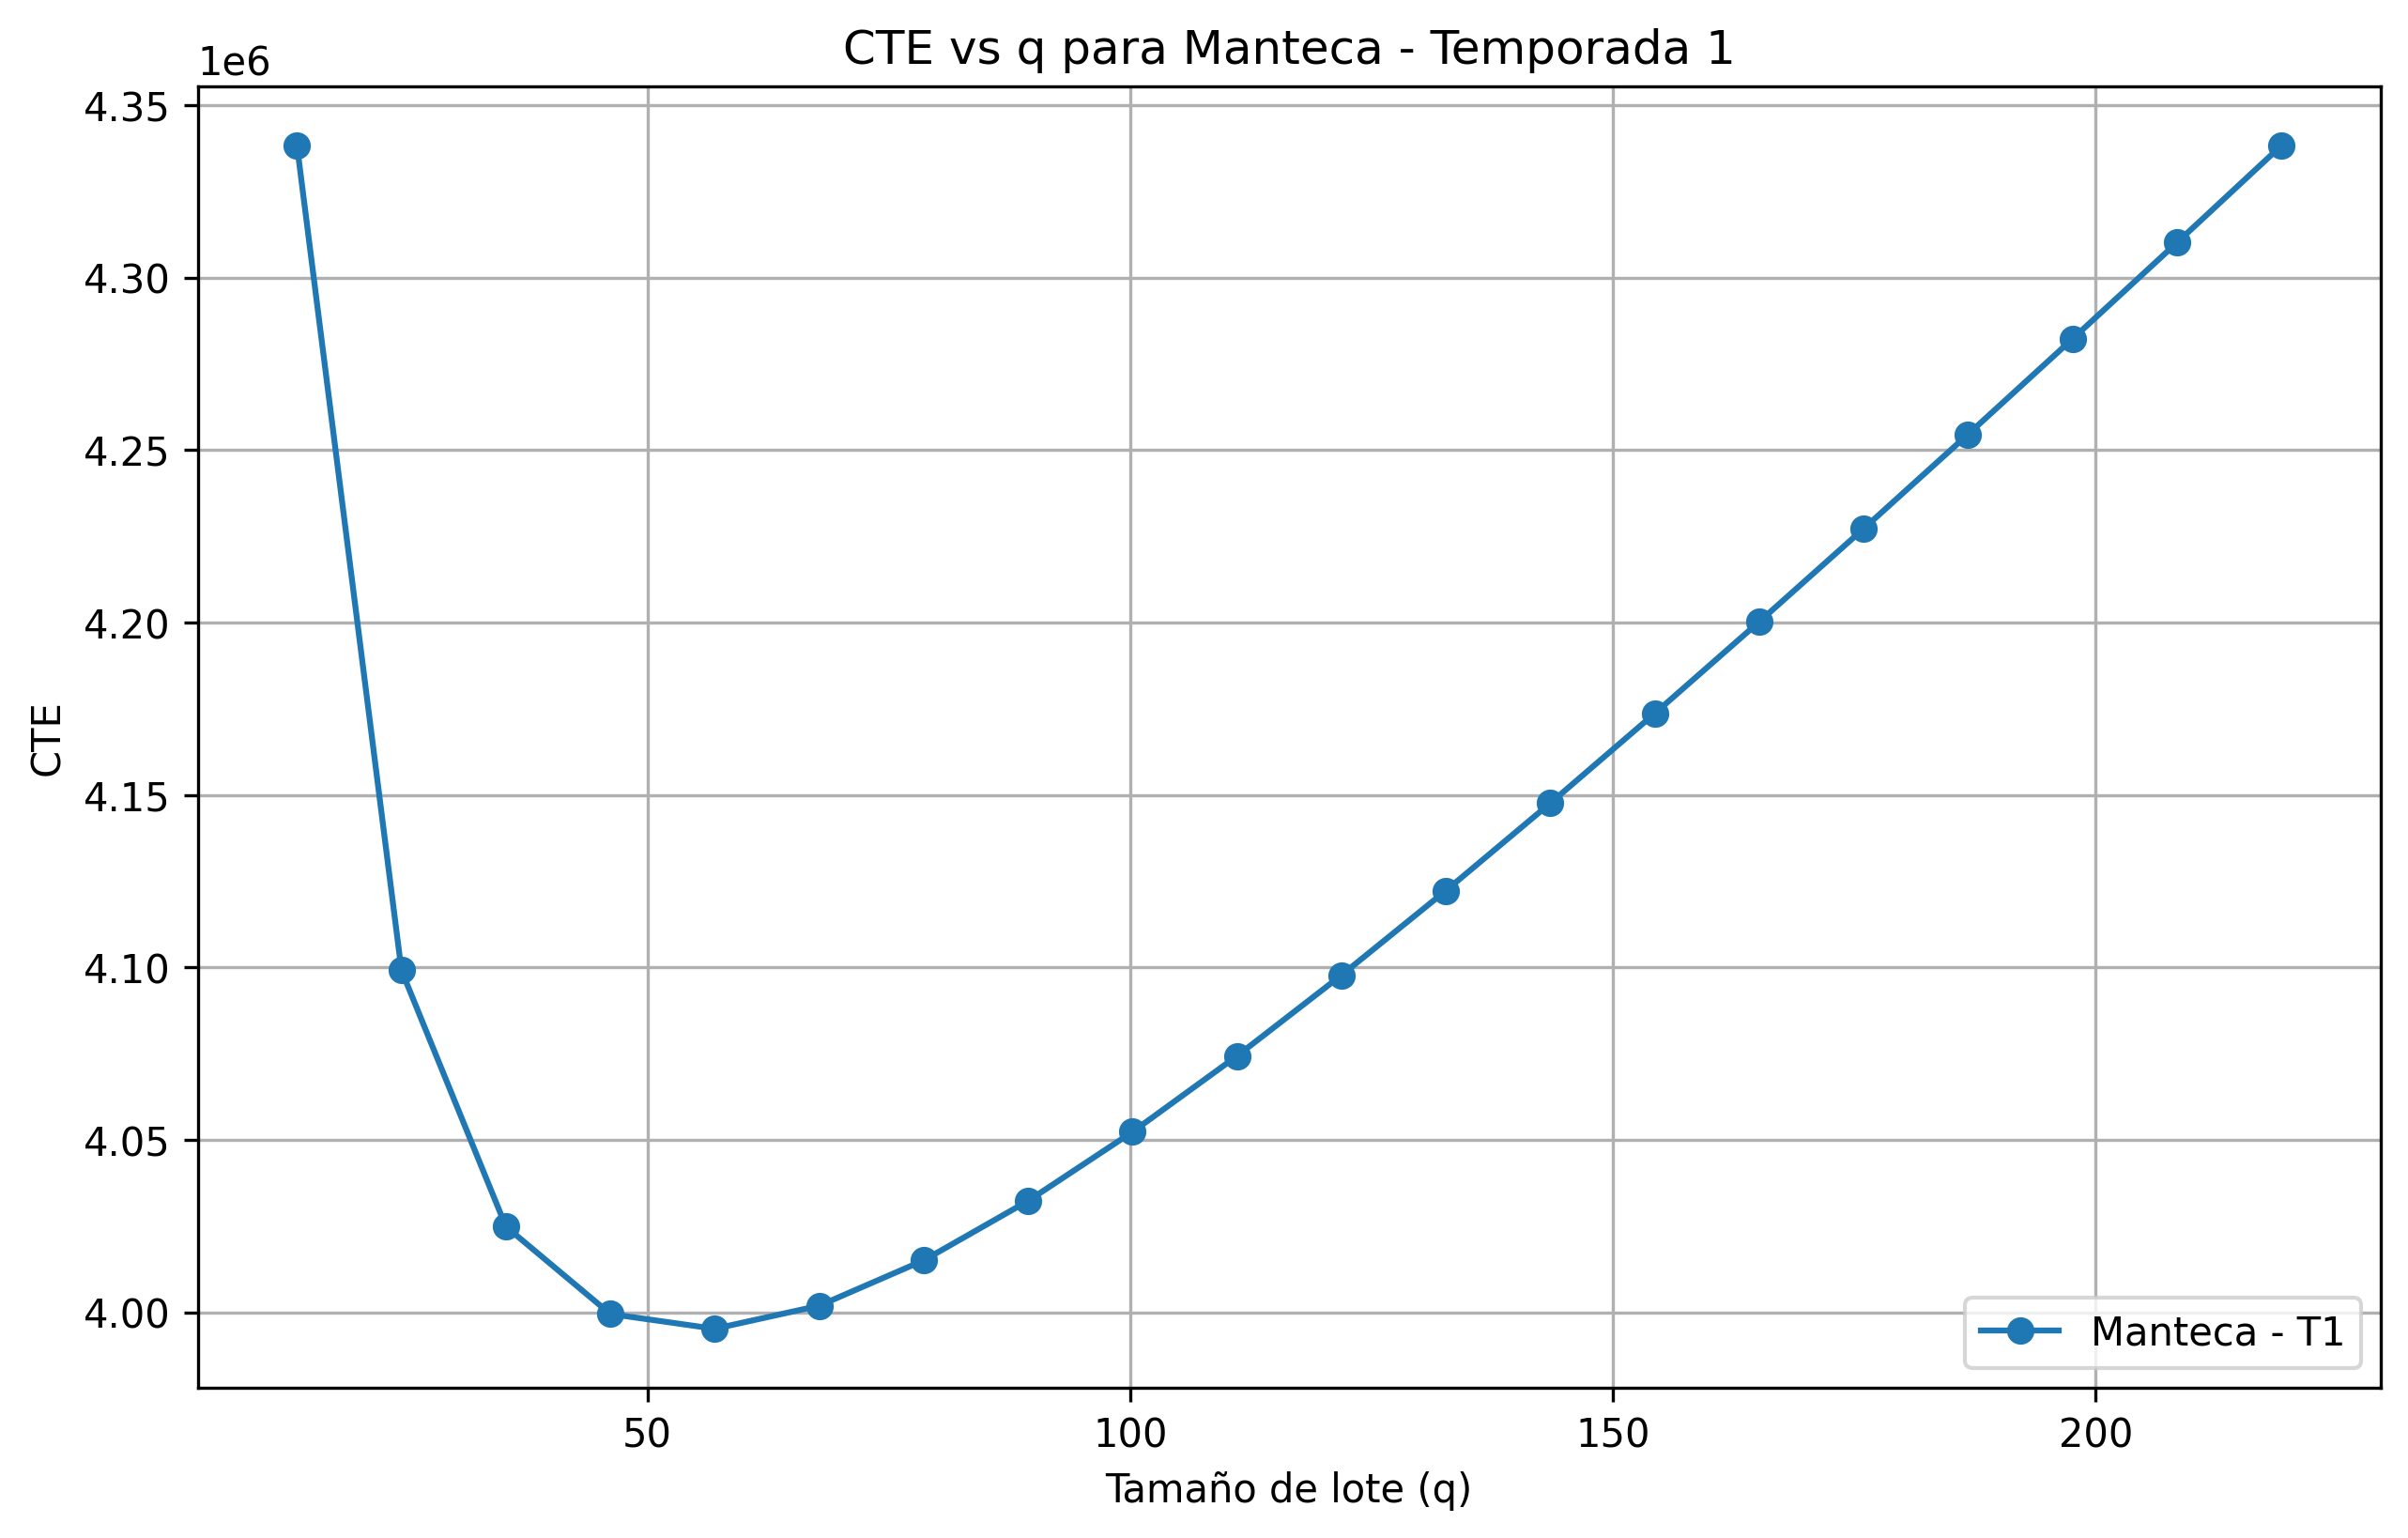 CTE vs q para Manteca - Temporada 1
1e6
4.35
4.30
4.25
4.20
4.15
4.10
4.05
4.00
CTE
50 100 150 200
Tamaño de lote (q)
Manteca - T1